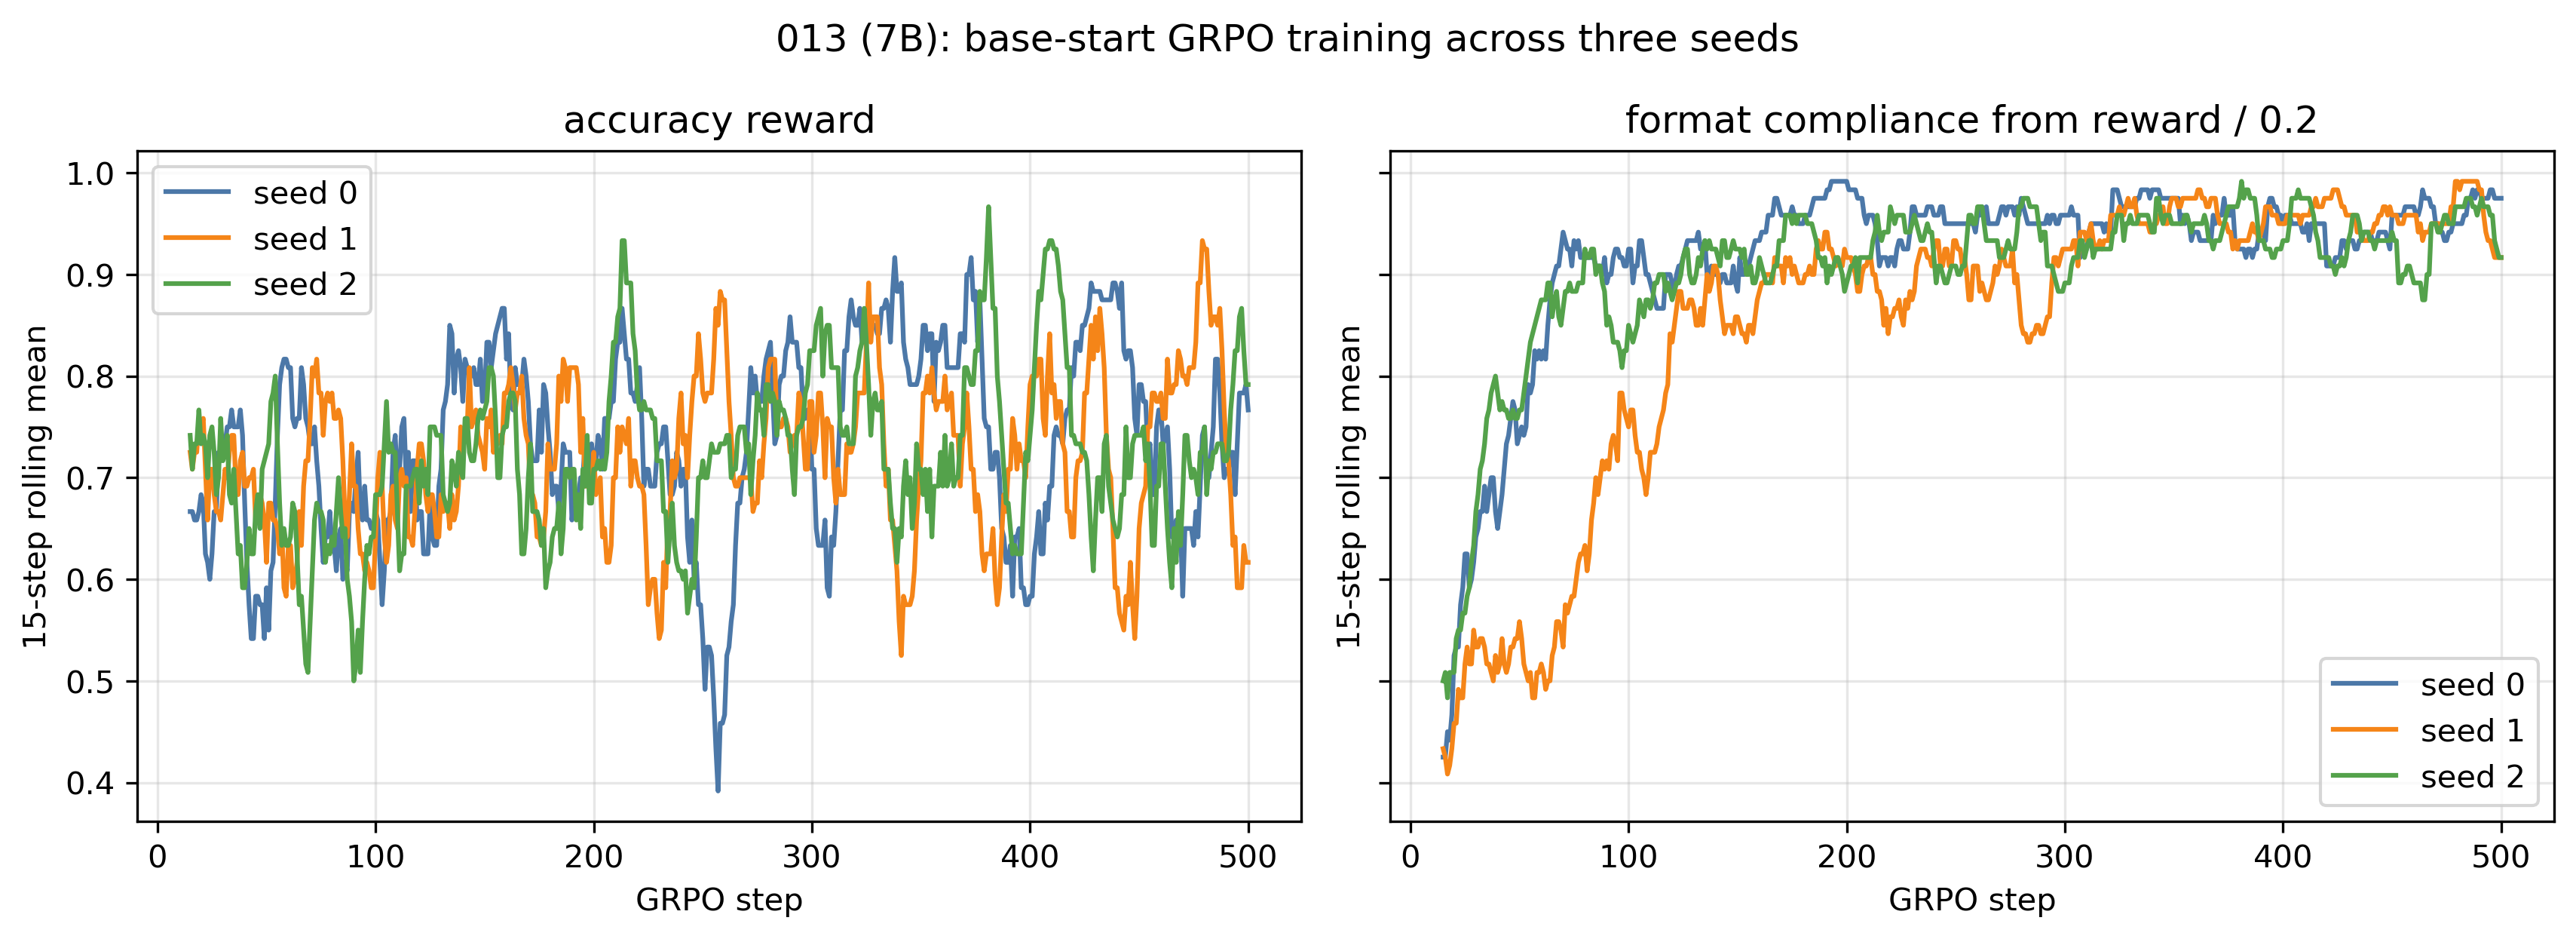 013 (7B): base-start GRPO training across three seeds
accuracy reward
15-step rolling mean
1.0
0.9
0.8
0.7
0.6
0.5
0.4
seed 0
seed 1
seed 2
0
100
200
300
400
500
GRPO step
format compliance from reward / 0.2
15-step rolling mean
seed 0
seed 1
seed 2
0
100
200
300
400
500
GRPO step